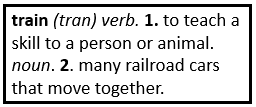 train (tran) verb. 1. to teach a
skill to a person or animal.
noun. 2. many railroad cars
that move together.